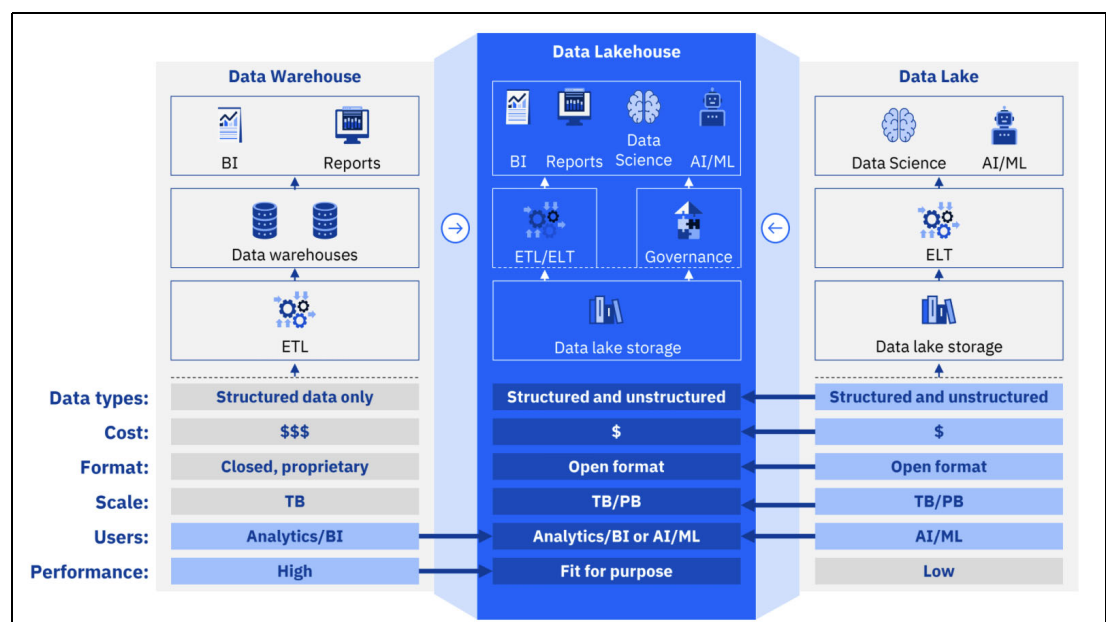 Data Lakehouse
Data Warehouse
Data Lake
BI
Reports
BI
Reports
Data
Science
AI/ML
Data Science
AI/ML
Data warehouses
ETL/ELT
Governance
ELT
ETL
Data lake storage
Data lake storage
Data types:
Structured data only
Structured and unstructured
Structured and unstructured
Cost:
$$$
$
$
Format:
Closed, proprietary
Open format
Open format
Scale:
TB
TB/PB
TB/PB
Users:
Analytics/BI
Analytics/BI or AI/ML
AI/ML
Performance:
High
Fit for purpose
Low